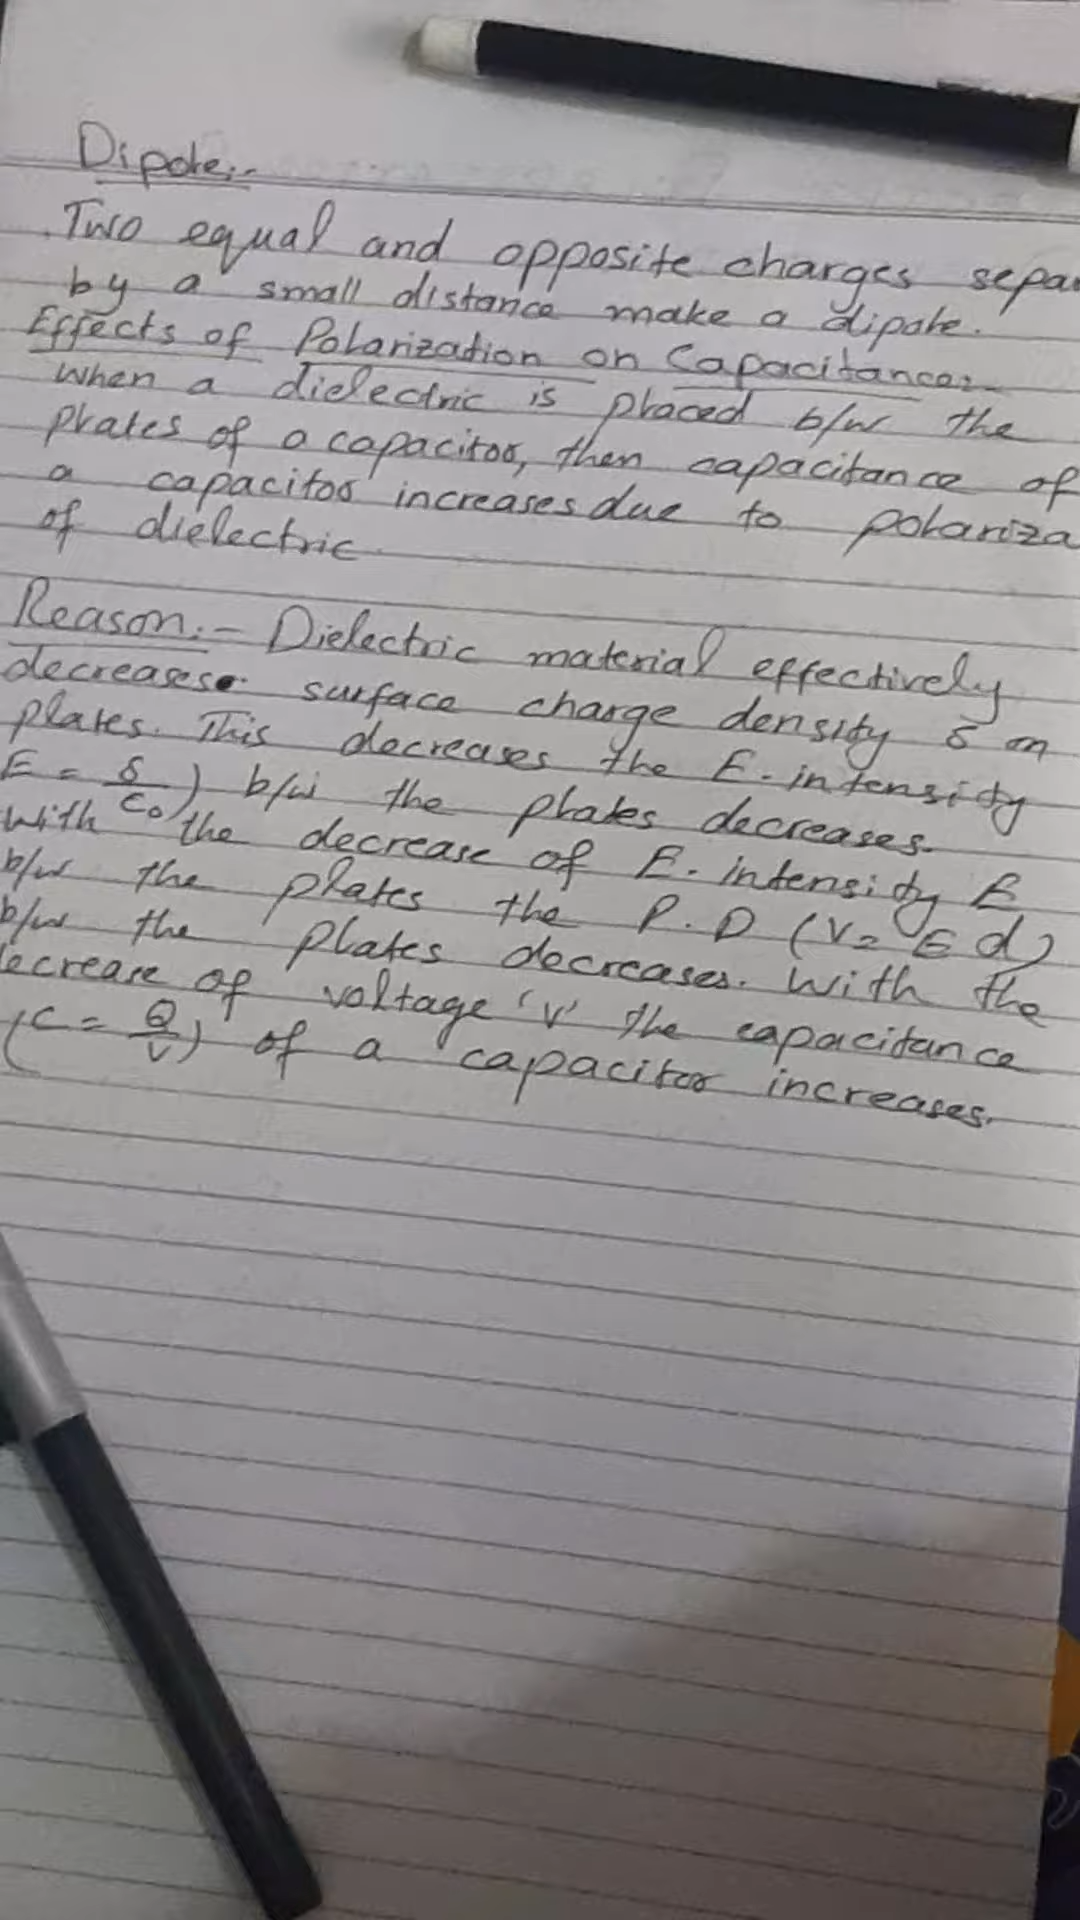 Dipole:-
Two equal and opposite charges sepa
by a small distance make a dipole.
Effects of Polarization on Capacitance:-
When a dielectric is placed b/w the
plates of a capacitor, then capacitance of
a capacitor increases due to polariza
of dielectric.
Reason:- Dielectric material effectively
decreases surface charge density δ on
plates. This decreases the E. intensity
E = δ/ε₀) b/w the plates decreases.
With the decrease of E. intensity E
b/w the plates the P.D (V= E d)
b/w the plates decreases. With the
decrease of voltage 'V' the capacitance
(C = Q/V) of a capacitor increases.